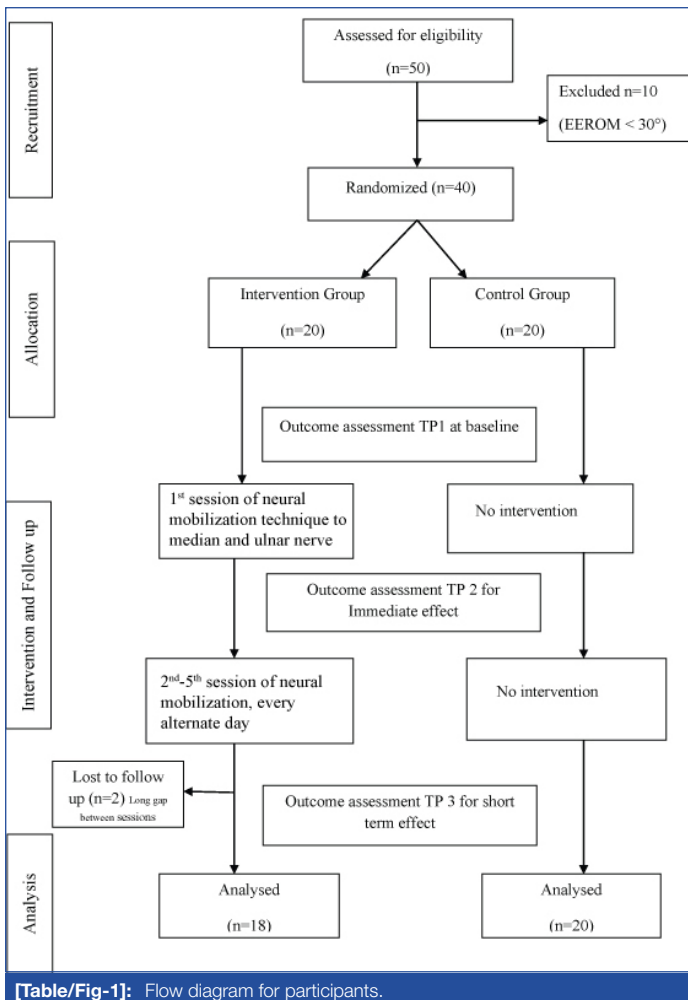 Recruitment
Assessed for eligibility
(n=50)
Excluded n=10
(EEROM < 30°)
Randomized (n=40)
Allocation
Intervention Group
(n=20)
Control Group
(n=20)
Outcome assessment TP1 at baseline
Intervention and Follow up
1st session of neural
mobilization technique to
median and ulnar nerve
No intervention
Outcome assessment TP 2 for
Immediate effect
2nd-5th session of neural
mobilization, every
alternate day
No intervention
Lost to follow
up (n=2) Long gap
between sessions
Outcome assessment TP 3 for short
term effect
Analysis
Analysed
(n=18)
Analysed
(n=20)
[Table/Fig-1]: Flow diagram for participants.